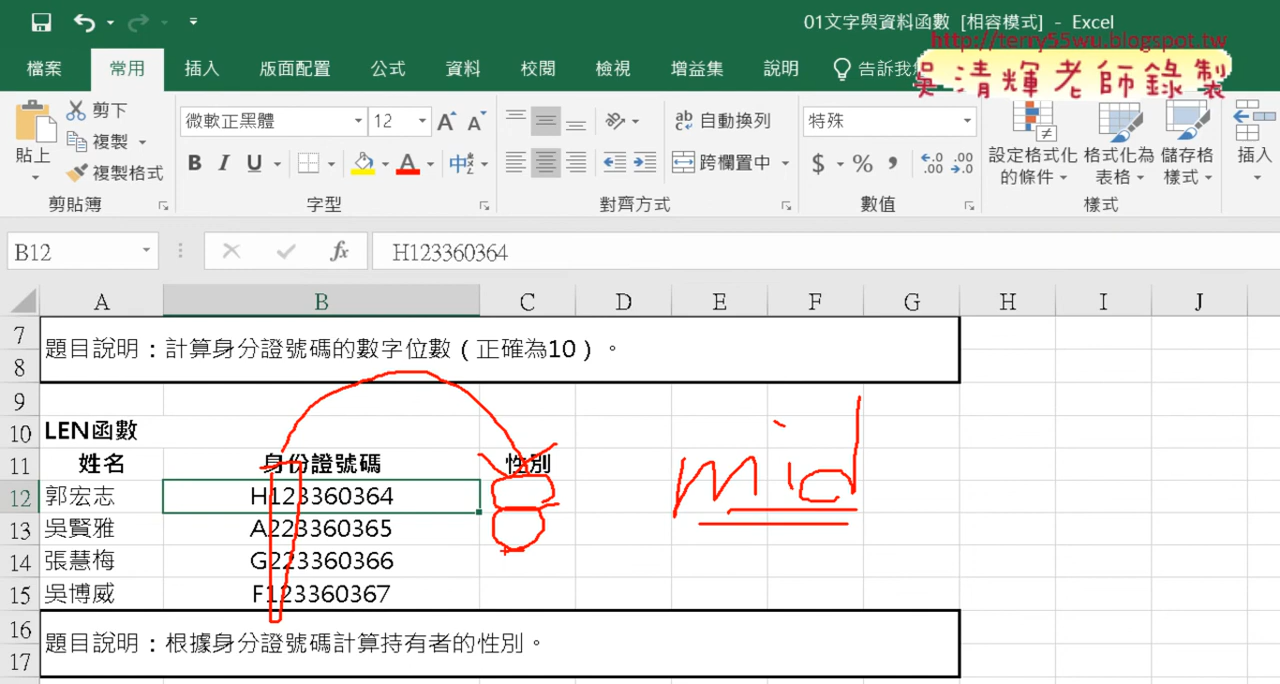 01文字與資料函數 [相容模式] - Excel
http://terry55wu.blogspot.tw
吳清輝老師錄製
檔案 常用 插入 版面配置 公式 資料 校閱 檢視 增益集 說明 告訴我
貼上 剪下 複製 複製格式
微軟正黑體 12 A A ab c 自動換列 特殊
B I U A 中 跨欄置中 $ % , .0 .00 .00 .0
設定格式化的條件 格式化為表格 儲存格樣式 插入
剪貼簿 字型 對齊方式 數值 樣式
B12 fx H123360364
A B C D E F G H I J
7 題目說明：計算身分證號碼的數字位數（正確為10）。
8
9
10 LEN函數
11 姓名 身份證號碼 性別
12 郭宏志 H123360364
13 吳賢雅 A223360365
14 張慧梅 G223360366
15 吳博威 F123360367
mid
16 題目說明：根據身分證號碼計算持有者的性別。
17